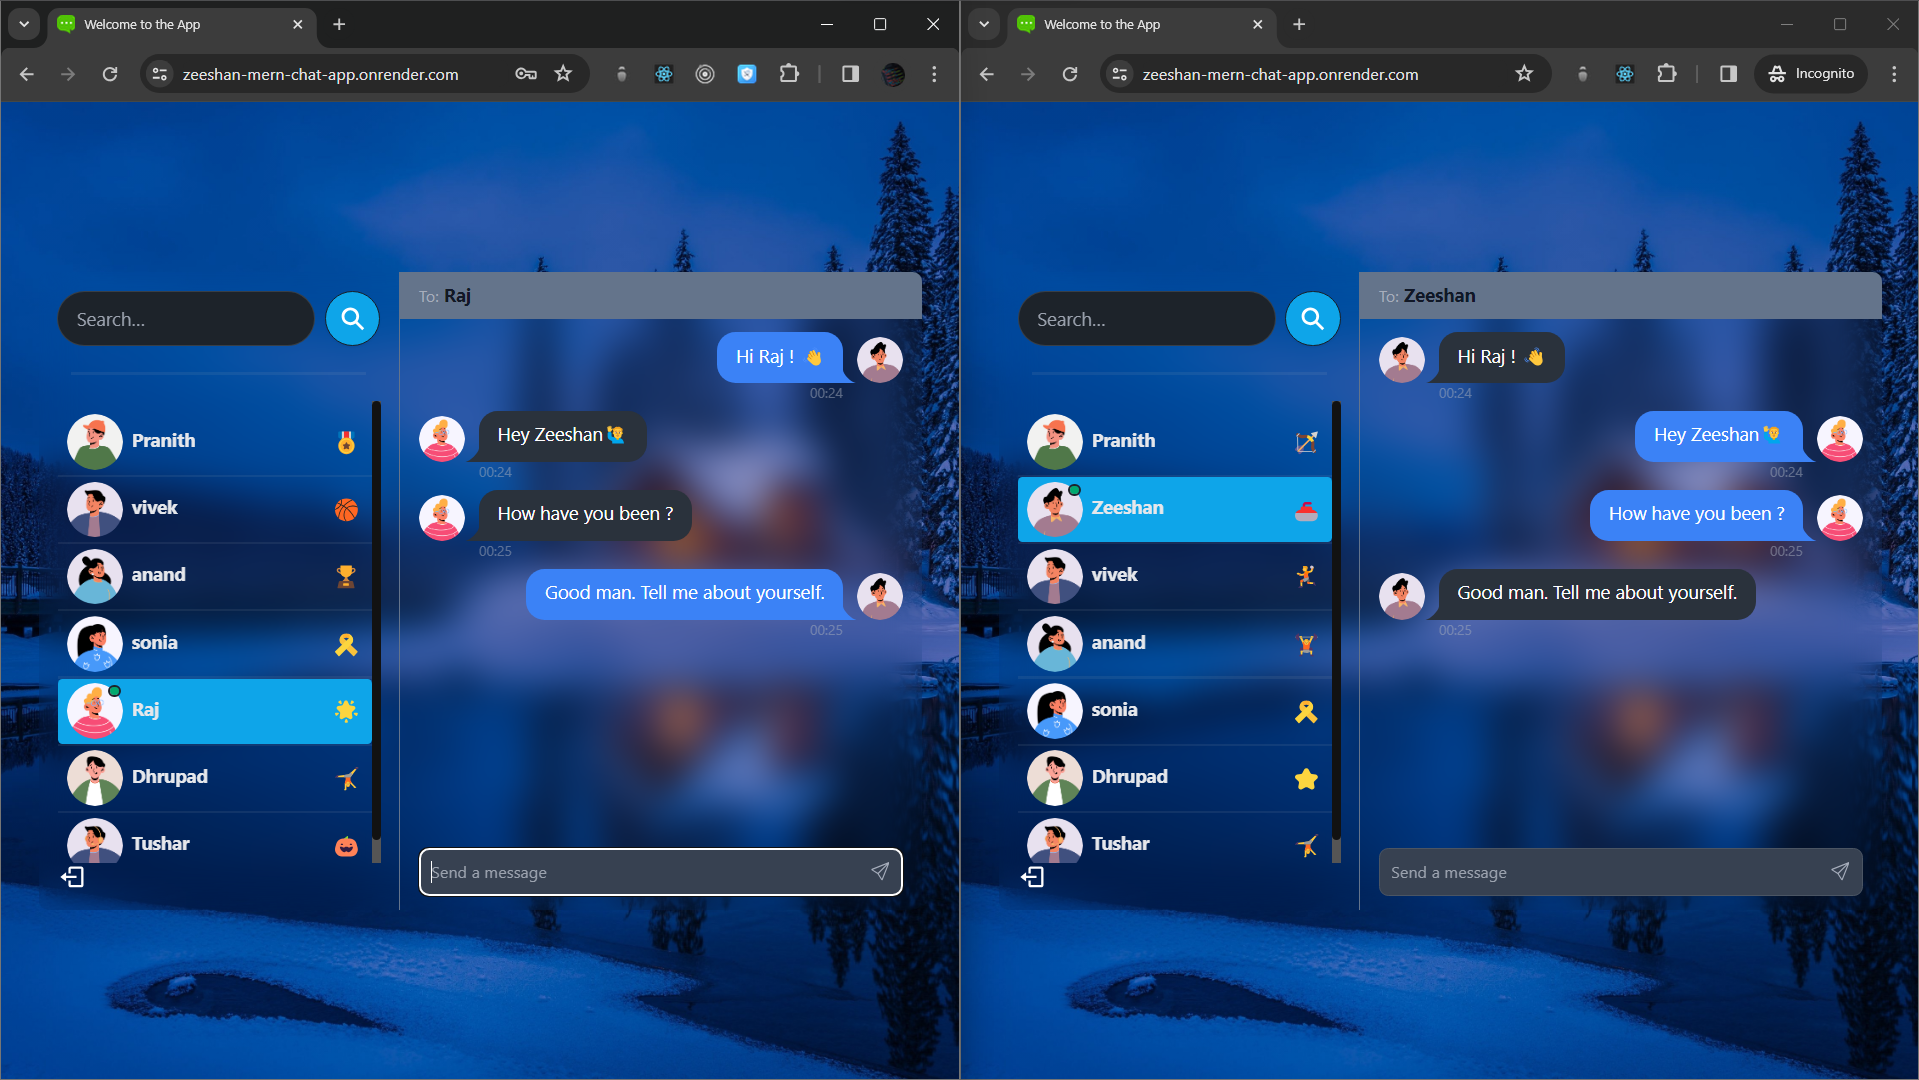 Welcome to the App
zeeshan-mern-chat-app.onrender.com
Search...
Pranith
vivek
anand
sonia
Raj
Dhrupad
Tushar
To: Raj
Hi Raj ! 👋
00:24
Hey Zeeshan🙋‍♂️
00:24
How have you been ?
00:25
Good man. Tell me about yourself.
00:25
Send a message
Welcome to the App
zeeshan-mern-chat-app.onrender.com
Incognito
Search...
Pranith
Zeeshan
vivek
anand
sonia
Dhrupad
Tushar
To: Zeeshan
Hi Raj ! 👋
00:24
Hey Zeeshan🙋‍♂️
00:24
How have you been ?
00:25
Good man. Tell me about yourself.
00:25
Send a message